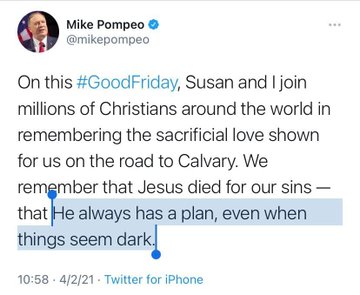 Mike Pompeo
@mikepompeo
On this #GoodFriday, Susan and I join
millions of Christians around the world in
remembering the sacrificial love shown
for us on the road to Calvary. We
remember that Jesus died for our sins —
that He always has a plan, even when
things seem dark.
10:58 · 4/2/21 · Twitter for iPhone